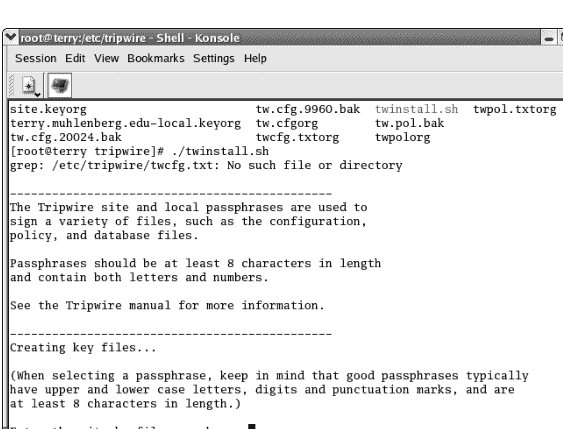 root@terry:/etc/tripwire - Shell - Konsole
Session Edit View Bookmarks Settings Help
site.keyorg tw.cfg.9960.bak twinstall.sh twpol.txtorg
terry.muhlenberg.edu-local.keyorg tw.cfgorg tw.pol.bak
tw.cfg.20024.bak twcfg.txtorg twpolorg
[root@terry tripwire]# ./twinstall.sh
grep: /etc/tripwire/twcfg.txt: No such file or directory
----------------------------------------------
The Tripwire site and local passphrases are used to
sign a variety of files, such as the configuration,
policy, and database files.
Passphrases should be at least 8 characters in length
and contain both letters and numbers.
See the Tripwire manual for more information.
----------------------------------------------
Creating key files...
(When selecting a passphrase, keep in mind that good passphrases typically
have upper and lower case letters, digits and punctuation marks, and are
at least 8 characters in length.)